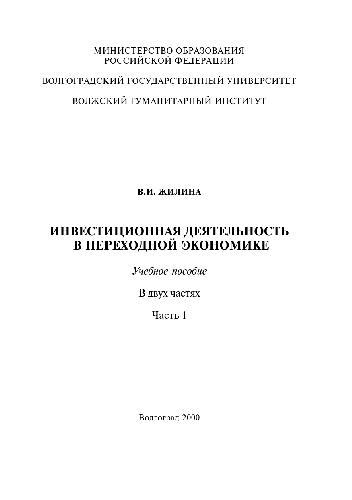 МИНИСТЕРСТВО ОБРАЗОВАНИЯ
РОССИЙСКОЙ ФЕДЕРАЦИИ
ВОЛГОГРАДСКИЙ ГОСУДАРСТВЕННЫЙ УНИВЕРСИТЕТ
ВОЛЖСКИЙ ГУМАНИТАРНЫЙ ИНСТИТУТ
В.И. ЖИЛИНА
ИНВЕСТИЦИОННАЯ ДЕЯТЕЛЬНОСТЬ
В ПЕРЕХОДНОЙ ЭКОНОМИКЕ
Учебное пособие
В двух частях
Часть 1
Волгоград 2000